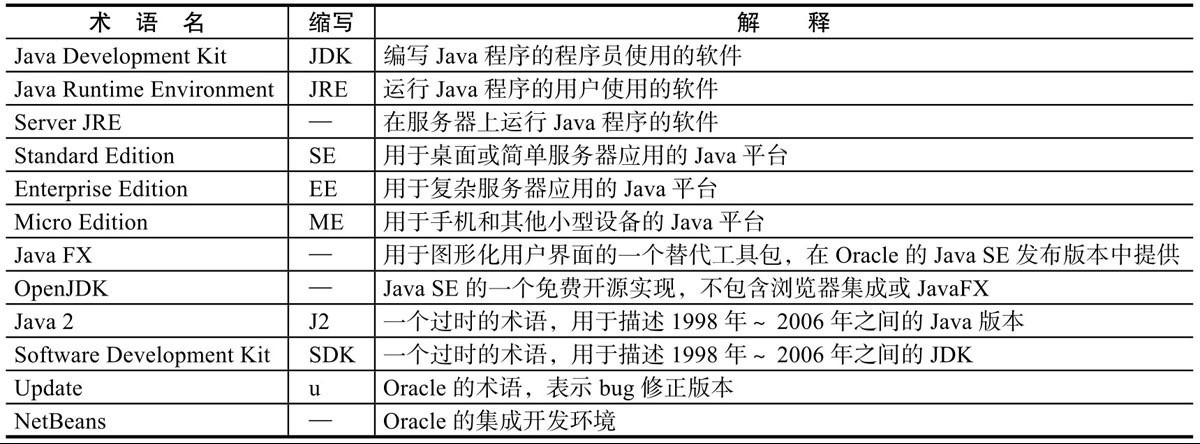 术 语 名 缩写 解 释
Java Development Kit JDK 编写 Java 程序的程序员使用的软件
Java Runtime Environment JRE 运行 Java 程序的用户使用的软件
Server JRE — 在服务器上运行 Java 程序的软件
Standard Edition SE 用于桌面或简单服务器应用的 Java 平台
Enterprise Edition EE 用于复杂服务器应用的 Java 平台
Micro Edition ME 用于手机和其他小型设备的 Java 平台
Java FX — 用于图形化用户界面的一个替代工具包，在 Oracle 的 Java SE 发布版本中提供
OpenJDK — Java SE 的一个免费开源实现，不包含浏览器集成或 JavaFX
Java 2 J2 一个过时的术语，用于描述 1998 年 ~ 2006 年之间的 Java 版本
Software Development Kit SDK 一个过时的术语，用于描述 1998 年 ~ 2006 年之间的 JDK
Update u Oracle 的术语，表示 bug 修正版本
NetBeans — Oracle 的集成开发环境